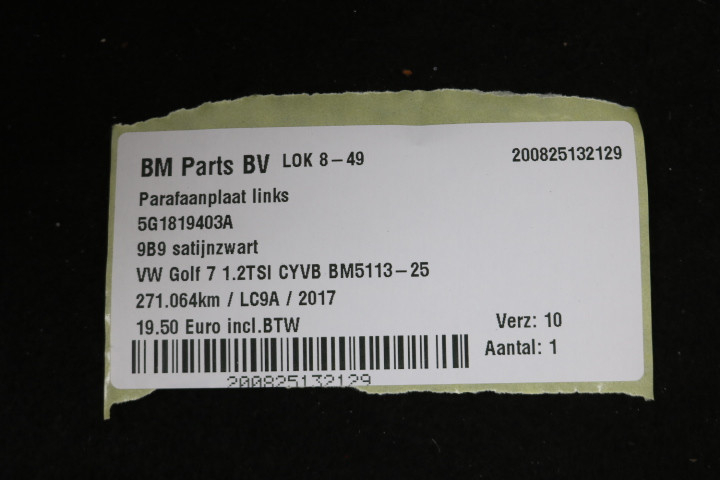 BM Parts BV LOK 8-49 200825132129
Parafaanplaat links
5G1819403A
9B9 satijnzwart
VW Golf 7 1.2TSI CYVB BM5113-25
271.064km / LC9A / 2017
19.50 Euro incl.BTW Verz: 10
Aantal: 1
200825132129